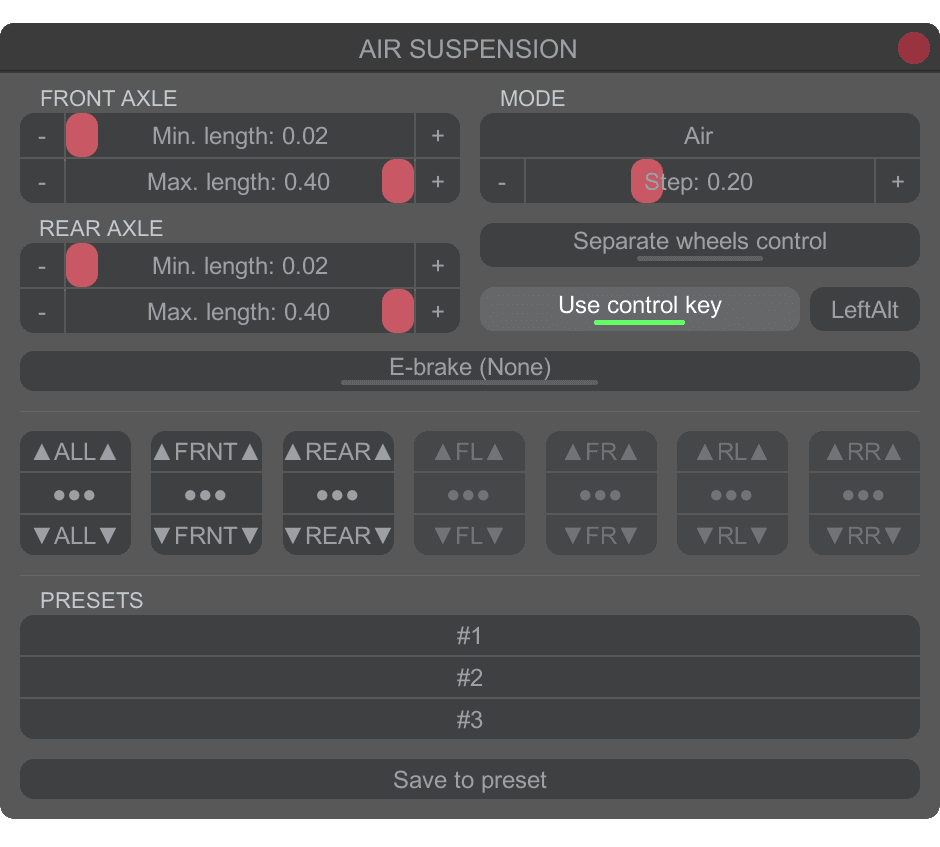 AIR SUSPENSION
FRONT AXLE
- Min. length: 0.02 +
- Max. length: 0.40 +
REAR AXLE
- Min. length: 0.02 +
- Max. length: 0.40 +
MODE
Air
- Step: 0.20 +
Separate wheels control
Use control key LeftAlt
E-brake (None)
▲ALL▲ ▲FRNT▲ ▲REAR▲ ▲FL▲ ▲FR▲ ▲RL▲ ▲RR▲
●●● ●●● ●●● ●●● ●●● ●●● ●●●
▼ALL▼ ▼FRNT▼ ▼REAR▼ ▼FL▼ ▼FR▼ ▼RL▼ ▼RR▼
PRESETS
#1
#2
#3
Save to preset